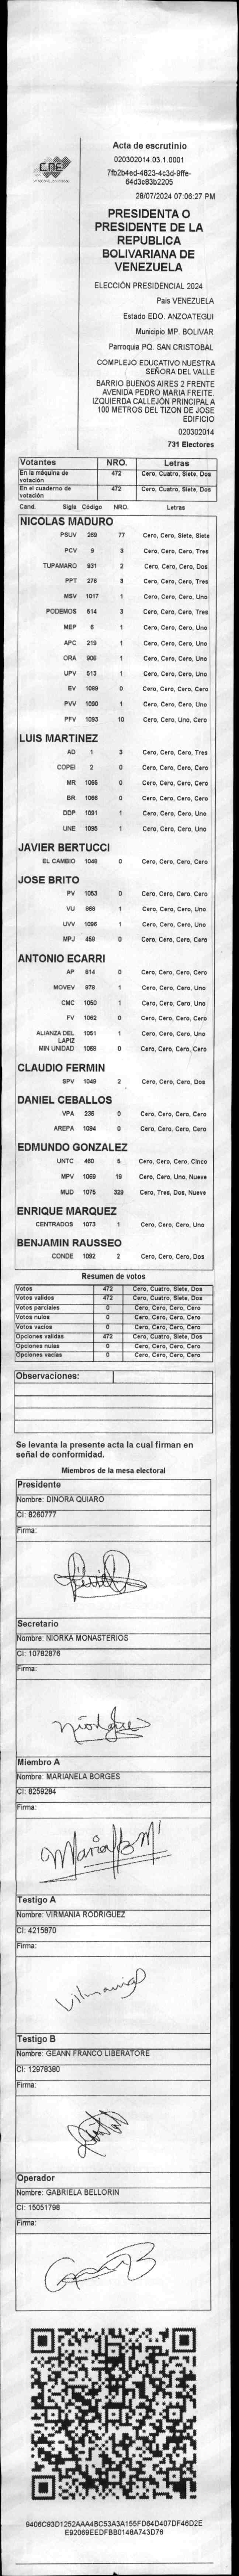 CNE
Acta de escrutinio
020302014.03.1.0001
7fb2b4ed-4823-4c3d-9ffe-
64d3c83b2205
28/07/2024 07:06:27 PM
PRESIDENTA O
PRESIDENTE DE LA
REPUBLICA
BOLIVARIANA DE
VENEZUELA
ELECCIÓN PRESIDENCIAL 2024
Pais VENEZUELA
Estado EDO. ANZOATEGUI
Municipio MP. BOLIVAR
Parroquia PQ. SAN CRISTOBAL
COMPLEJO EDUCATIVO NUESTRA
SEÑORA DEL VALLE
BARRIO BUENOS AIRES 2 FRENTE
AVENIDA PEDRO MARIA FREITE.
IZQUIERDA CALLEJÓN PRINCIPAL A
100 METROS DEL TIZON DE JOSE
EDIFICIO
020302014
731 Electores
Votantes NRO. Letras
En la máquina de votación 472 Cero, Cuatro, Siete, Dos
En el cuaderno de votación 472 Cero, Cuatro, Siete, Dos
Cand. Sigla Código NRO. Letras
NICOLAS MADURO
PSUV 269 77 Cero, Cero, Siete, Siete
PCV 9 3 Cero, Cero, Cero, Tres
TUPAMARO 931 2 Cero, Cero, Cero, Dos
PPT 276 3 Cero, Cero, Cero, Tres
MSV 1017 1 Cero, Cero, Cero, Uno
PODEMOS 614 3 Cero, Cero, Cero, Tres
MEP 6 1 Cero, Cero, Cero, Uno
APC 219 1 Cero, Cero, Cero, Uno
ORA 906 1 Cero, Cero, Cero, Uno
UPV 513 1 Cero, Cero, Cero, Uno
EV 1089 0 Cero, Cero, Cero, Cero
PVV 1090 1 Cero, Cero, Cero, Uno
PFV 1093 10 Cero, Cero, Uno, Cero
LUIS MARTINEZ
AD 1 3 Cero, Cero, Cero, Tres
COPEI 2 0 Cero, Cero, Cero, Cero
MR 1065 0 Cero, Cero, Cero, Cero
BR 1066 0 Cero, Cero, Cero, Cero
DDP 1091 1 Cero, Cero, Cero, Uno
UNE 1095 1 Cero, Cero, Cero, Uno
JAVIER BERTUCCI
EL CAMBIO 1048 0 Cero, Cero, Cero, Cero
JOSE BRITO
PV 1053 0 Cero, Cero, Cero, Cero
VU 868 1 Cero, Cero, Cero, Uno
UVV 1096 1 Cero, Cero, Cero, Uno
MPJ 458 0 Cero, Cero, Cero, Cero
ANTONIO ECARRI
AP 814 0 Cero, Cero, Cero, Cero
MOVEV 878 1 Cero, Cero, Cero, Uno
CMC 1050 1 Cero, Cero, Cero, Uno
FV 1062 0 Cero, Cero, Cero, Cero
ALIANZA DEL LAPIZ 1051 1 Cero, Cero, Cero, Uno
MIN UNIDAD 1069 0 Cero, Cero, Cero, Cero
CLAUDIO FERMIN
SPV 1049 2 Cero, Cero, Cero, Dos
DANIEL CEBALLOS
VPA 236 0 Cero, Cero, Cero, Cero
AREPA 1094 0 Cero, Cero, Cero, Cero
EDMUNDO GONZALEZ
UNTC 460 5 Cero, Cero, Cero, Cinco
MPV 1069 19 Cero, Cero, Uno, Nueve
MUD 1075 329 Cero, Tres, Dos, Nueve
ENRIQUE MARQUEZ
CENTRADOS 1073 1 Cero, Cero, Cero, Uno
BENJAMIN RAUSSEO
CONDE 1092 2 Cero, Cero, Cero, Dos
Resumen de votos
Votos 472 Cero, Cuatro, Siete, Dos
Votos validos 472 Cero, Cuatro, Siete, Dos
Votos parciales 0 Cero, Cero, Cero, Cero
Votos nulos 0 Cero, Cero, Cero, Cero
Votos vacios 0 Cero, Cero, Cero, Cero
Opciones validas 472 Cero, Cuatro, Siete, Dos
Opciones nulas 0 Cero, Cero, Cero, Cero
Opciones vacias 0 Cero, Cero, Cero, Cero
Observaciones:
Se levanta la presente acta la cual firman en
señal de conformidad.
Miembros de la mesa electoral
Presidente
Nombre: DINORA QUIARO
CI: 8260777
Firma:
Secretario
Nombre: NIORKA MONASTERIOS
CI: 10782876
Firma:
Miembro A
Nombre: MARIANELA BORGES
CI: 8259284
Firma:
Testigo A
Nombre: VIRMANIA RODRIGUEZ
CI: 4215870
Firma:
Testigo B
Nombre: GEANN FRANCO LIBERATORE
CI: 12978380
Firma:
Operador
Nombre: GABRIELA BELLORIN
CI: 15051798
Firma:
9406C93D1252AAA4BC53A3A155FD64D407DF46D2E
E92069EEDFBB0148A743D76